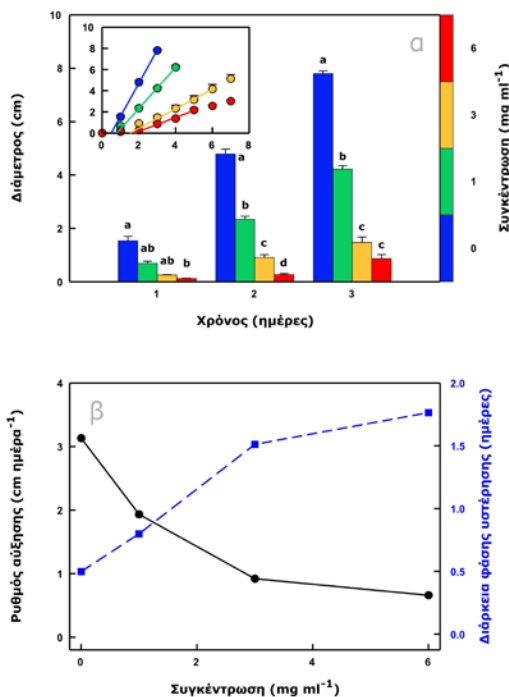 α
10
8
6
4
2
0
10
8
6
4
2
0
0 2 4 6 8
a
ab
ab
b
a
b
c
d
a
b
c
c
1 2 3
Διάμετρος (cm)
Χρόνος (ημέρες)
6
3
1
0
Συγκέντρωση (mg ml-1)
β
4
3
2
1
0
2.0
1.5
1.0
0.5
0.0
0 2 4 6
Ρυθμός αύξησης (cm ημέρα-1)
Διάρκεια φάσης υστέρησης (ημέρες)
Συγκέντρωση (mg ml-1)